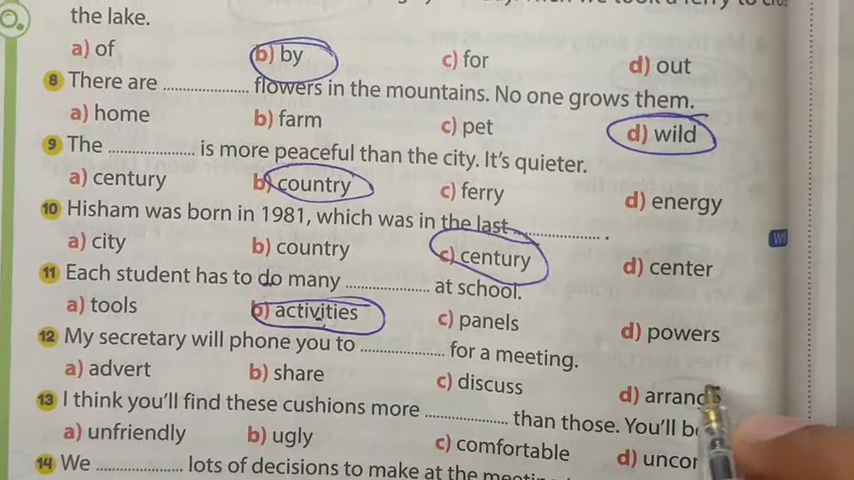 the lake.
a) of b) by c) for d) out
8 There are .................... flowers in the mountains. No one grows them.
a) home b) farm c) pet d) wild
9 The .................... is more peaceful than the city. It's quieter.
a) century b) country c) ferry d) energy
10 Hisham was born in 1981, which was in the last .................... .
a) city b) country c) century d) center
11 Each student has to do many .................... at school.
a) tools b) activities c) panels d) powers
12 My secretary will phone you to .................... for a meeting.
a) advert b) share c) discuss d)
13 I think you'll find these cushions more .................... than those. You'll
a) unfriendly b) ugly c) comfortable d)
14 We .................... lots of decisions to make at the